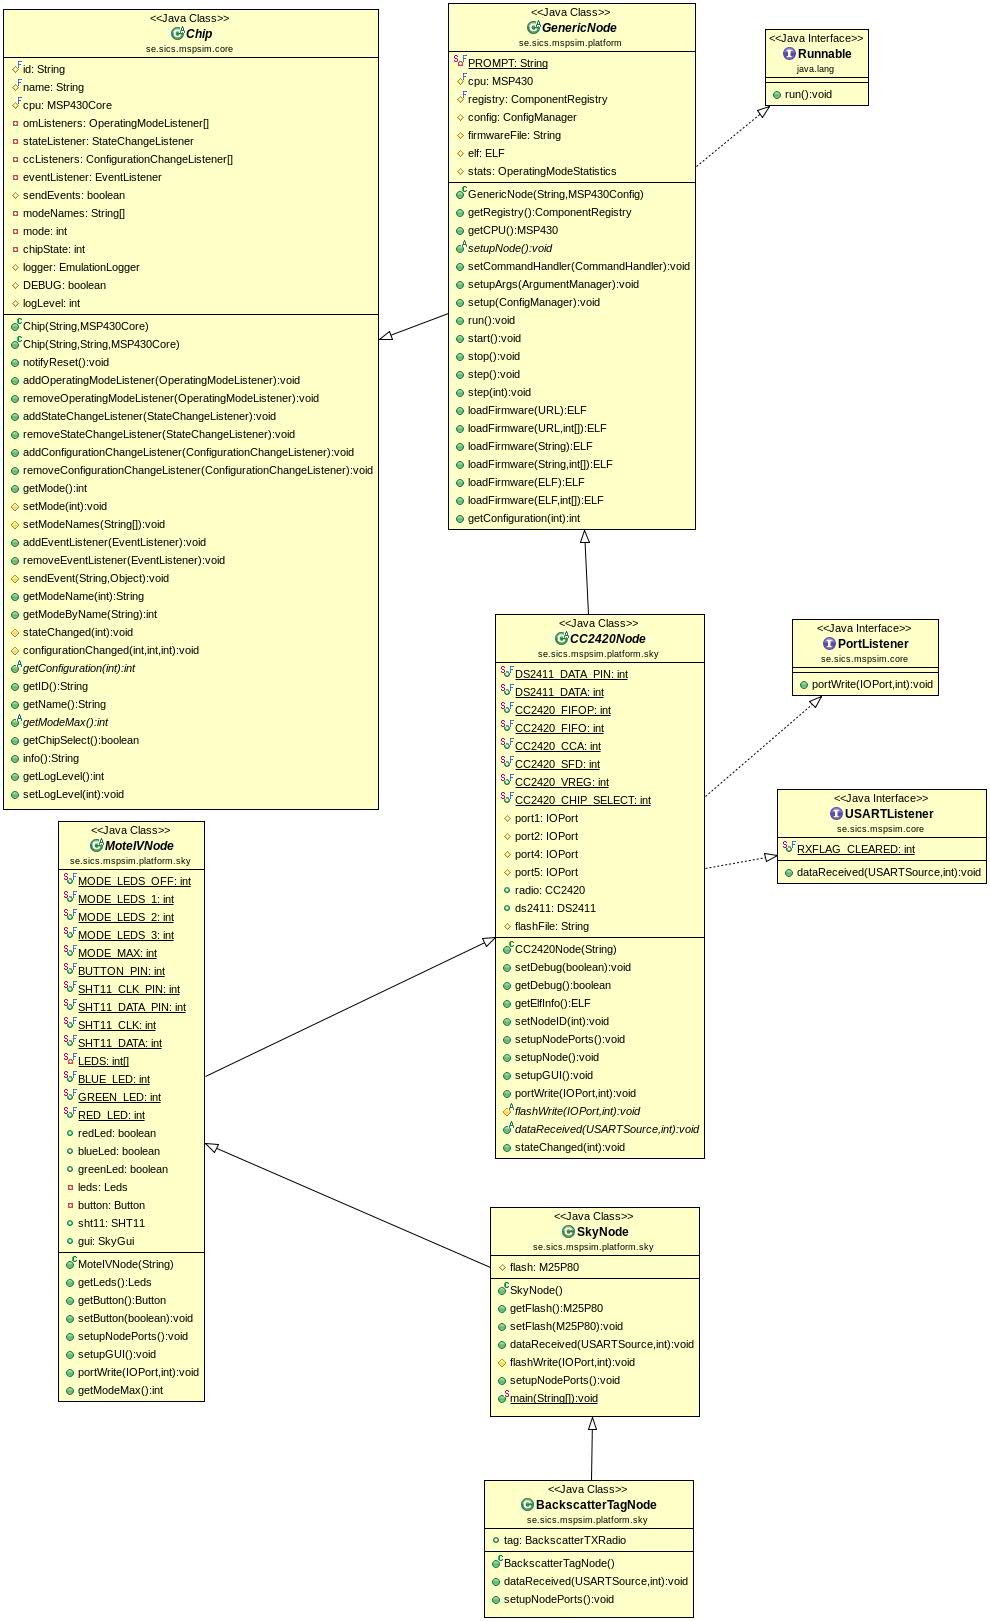 <<Java Class>>
Chip
se.sics.mspsim.core
id: String
name: String
cpu: MSP430Core
omListeners: OperatingModeListener[]
stateListener: StateChangeListener
ccListeners: ConfigurationChangeListener[]
eventListener: EventListener
sendEvents: boolean
modeNames: String[]
mode: int
chipState: int
logger: EmulationLogger
DEBUG: boolean
logLevel: int
Chip(String,MSP430Core)
Chip(String,String,MSP430Core)
notifyReset():void
addOperatingModeListener(OperatingModeListener):void
removeOperatingModeListener(OperatingModeListener):void
addStateChangeListener(StateChangeListener):void
removeStateChangeListener(StateChangeListener):void
addConfigurationChangeListener(ConfigurationChangeListener):void
removeConfigurationChangeListener(ConfigurationChangeListener):void
getMode():int
setMode(int):void
setModeNames(String[]):void
addEventListener(EventListener):void
removeEventListener(EventListener):void
sendEvent(String,Object):void
getModeName(int):String
getModeByName(String):int
stateChanged(int):void
configurationChanged(int,int,int):void
getConfiguration(int):int
getID():String
getName():String
getModeMax():int
getChipSelect():boolean
info():String
getLogLevel():int
setLogLevel(int):void
<<Java Class>>
GenericNode
se.sics.mspsim.platform
PROMPT: String
cpu: MSP430
registry: ComponentRegistry
config: ConfigManager
firmwareFile: String
elf: ELF
stats: OperatingModeStatistics
GenericNode(String,MSP430Config)
getRegistry():ComponentRegistry
getCPU():MSP430
setupNode():void
setCommandHandler(CommandHandler):void
setupArgs(ArgumentManager):void
setup(ConfigManager):void
run():void
start():void
stop():void
step():void
step(int):void
loadFirmware(URL):ELF
loadFirmware(URL,int[]):ELF
loadFirmware(String):ELF
loadFirmware(String,int[]):ELF
loadFirmware(ELF):ELF
loadFirmware(ELF,int[]):ELF
getConfiguration(int):int
<<Java Interface>>
Runnable
java.lang
run():void
<<Java Class>>
CC2420Node
se.sics.mspsim.platform.sky
DS2411_DATA_PIN: int
DS2411_DATA: int
CC2420_FIFOP: int
CC2420_FIFO: int
CC2420_CCA: int
CC2420_SFD: int
CC2420_VREG: int
CC2420_CHIP_SELECT: int
port1: IOPort
port2: IOPort
port4: IOPort
port5: IOPort
radio: CC2420
ds2411: DS2411
flashFile: String
CC2420Node(String)
setDebug(boolean):void
getDebug():boolean
getElfInfo():ELF
setNodeID(int):void
setupNodePorts():void
setupNode():void
setupGUI():void
portWrite(IOPort,int):void
flashWrite(IOPort,int):void
dataReceived(USARTSource,int):void
stateChanged(int):void
<<Java Interface>>
PortListener
se.sics.mspsim.core
portWrite(IOPort,int):void
<<Java Interface>>
USARTListener
se.sics.mspsim.core
RXFLAG_CLEARED: int
dataReceived(USARTSource,int):void
<<Java Class>>
MoteIVNode
se.sics.mspsim.platform.sky
MODE_LEDS_OFF: int
MODE_LEDS_1: int
MODE_LEDS_2: int
MODE_LEDS_3: int
MODE_MAX: int
BUTTON_PIN: int
SHT11_CLK_PIN: int
SHT11_DATA_PIN: int
SHT11_CLK: int
SHT11_DATA: int
LEDS: int[]
BLUE_LED: int
GREEN_LED: int
RED_LED: int
redLed: boolean
blueLed: boolean
greenLed: boolean
leds: Leds
button: Button
sht11: SHT11
gui: SkyGui
MoteIVNode(String)
getLeds():Leds
getButton():Button
setButton(boolean):void
setupNodePorts():void
setupGUI():void
portWrite(IOPort,int):void
getModeMax():int
<<Java Class>>
SkyNode
se.sics.mspsim.platform.sky
flash: M25P80
SkyNode()
getFlash():M25P80
setFlash(M25P80):void
dataReceived(USARTSource,int):void
flashWrite(IOPort,int):void
setupNodePorts():void
main(String[]):void
<<Java Class>>
BackscatterTagNode
se.sics.mspsim.platform.sky
tag: BackscatterTXRadio
BackscatterTagNode()
dataReceived(USARTSource,int):void
setupNodePorts():void